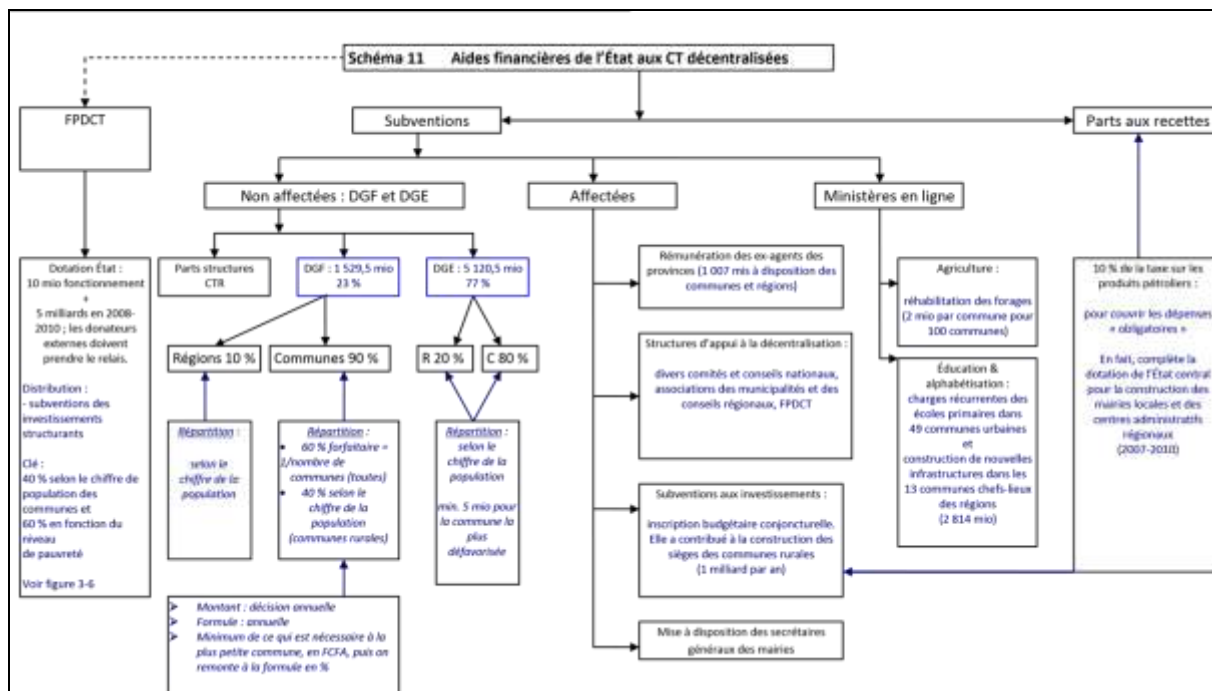 Schéma 11 Aides financières de l'État aux CT décentralisées
FPDCT
Subventions
Parts aux recettes
Non affectées : DGF et DGE
Affectées
Ministères en ligne
Dotation État :
10 mio fonctionnement
+
5 milliards en 2008-
2010 ; les donateurs
externes doivent
prendre le relais.
Distribution :
- subventions des
investissements
structurants
Clé :
40 % selon le chiffre de
population des
communes et
60 % en fonction du
niveau
de pauvreté
Voir figure 3-6
Parts structures
CTR
DGF : 1 529,5 mio
23 %
DGE : 5 120,5 mio
77 %
Régions 10 %
Communes 90 %
R 20 %
C 80 %
Répartition :
selon le
chiffre de la
population
Répartition :
• 60 % forfaitaire =
1/nombre de
communes (toutes)
• 40 % selon le
chiffre de la
population
(communes rurales)
Répartition :
selon le
chiffre de la
population
min. 5 mio pour
la commune la
plus
défavorisée
➤ Montant : décision annuelle
➤ Formule : annuelle
➤ Minimum de ce qui est nécessaire à la
plus petite commune, en FCFA, puis on
remonte à la formule en %
Rémunération des ex-agents des
provinces (1 007 mis à disposition des
communes et régions)
Structures d'appui à la décentralisation :
divers comités et conseils nationaux,
associations des municipalités et des
conseils régionaux, FPDCT
Subventions aux investissements :
inscription budgétaire conjoncturelle.
Elle a contribué à la construction des
sièges des communes rurales
(1 milliard par an)
Mise à disposition des secrétaires
généraux des mairies
Agriculture :
réhabilitation des forages
(2 mio par commune pour
100 communes)
Éducation &
alphabétisation :
charges récurrentes des
écoles primaires dans
49 communes urbaines
et
construction de nouvelles
infrastructures dans les
13 communes chefs-lieux
des régions
(2 814 mio)
10 % de la taxe sur les
produits pétroliers :
pour couvrir les dépenses
« obligatoires »
En fait, complète la
dotation de l'État central
pour la construction des
mairies locales et des
centres administratifs
régionaux
(2007-2010)